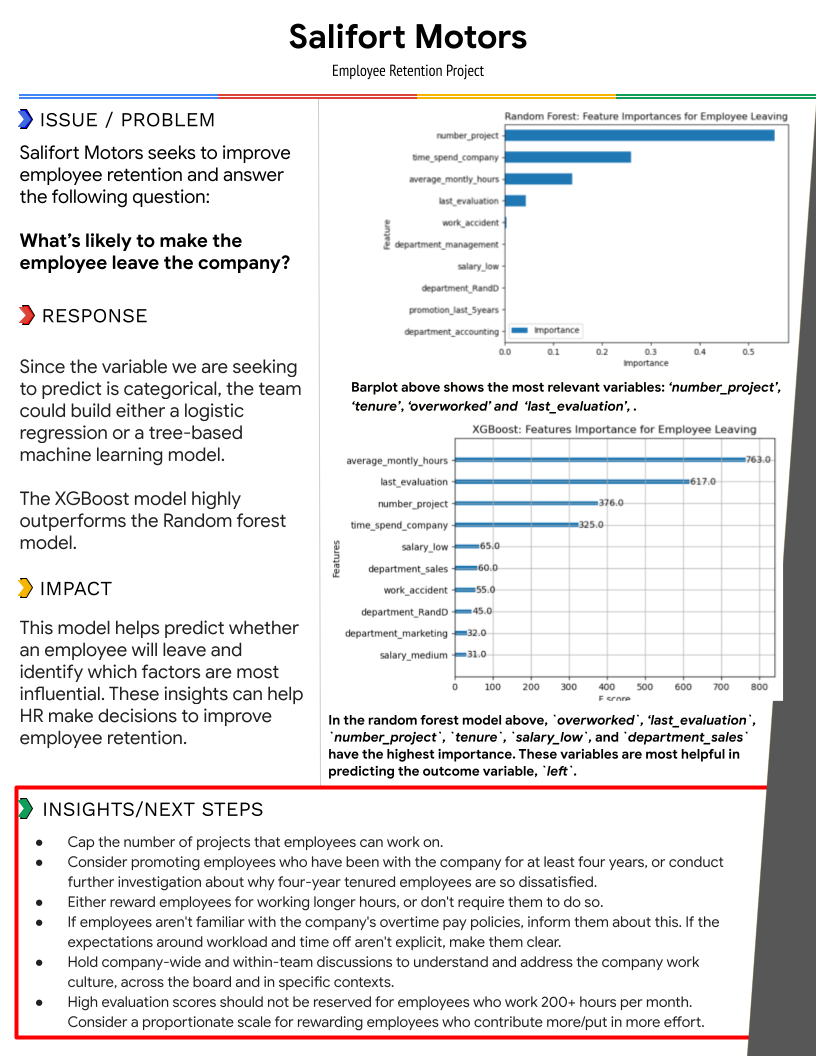 Salifort Motors
Employee Retention Project
ISSUE / PROBLEM
Salifort Motors seeks to improve
employee retention and answer
the following question:
What's likely to make the
employee leave the company?
RESPONSE
Since the variable we are seeking
to predict is categorical, the team
could build either a logistic
regression or a tree-based
machine learning model.
The XGBoost model highly
outperforms the Random forest
model.
IMPACT
This model helps predict whether
an employee will leave and
identify which factors are most
influential. These insights can help
HR make decisions to improve
employee retention.
Random Forest: Feature Importances for Employee Leaving
number_project
time_spend_company
average_montly_hours
last_evaluation
work_accident
department_management
salary_low
department_RandD
promotion_last_5years
department_accounting
Feature
Importance
0.0 0.1 0.2 0.3 0.4 0.5
Importance
Barplot above shows the most relevant variables: ‘number_project’,
‘tenure’, ‘overworked’ and ‘last_evaluation’, .
XGBoost: Features Importance for Employee Leaving
average_montly_hours 763.0
last_evaluation 617.0
number_project 376.0
time_spend_company 325.0
salary_low 65.0
department_sales 60.0
work_accident 55.0
department_RandD 45.0
department_marketing 32.0
salary_medium 31.0
Features
0 100 200 300 400 500 600 700 800
F score
In the random forest model above, `overworked`, ‘last_evaluation`,
`number_project`, `tenure`, `salary_low`, and `department_sales`
have the highest importance. These variables are most helpful in
predicting the outcome variable, `left`.
INSIGHTS/NEXT STEPS
● Cap the number of projects that employees can work on.
● Consider promoting employees who have been with the company for at least four years, or conduct
further investigation about why four-year tenured employees are so dissatisfied.
● Either reward employees for working longer hours, or don't require them to do so.
● If employees aren't familiar with the company's overtime pay policies, inform them about this. If the
expectations around workload and time off aren't explicit, make them clear.
● Hold company-wide and within-team discussions to understand and address the company work
culture, across the board and in specific contexts.
● High evaluation scores should not be reserved for employees who work 200+ hours per month.
Consider a proportionate scale for rewarding employees who contribute more/put in more effort.